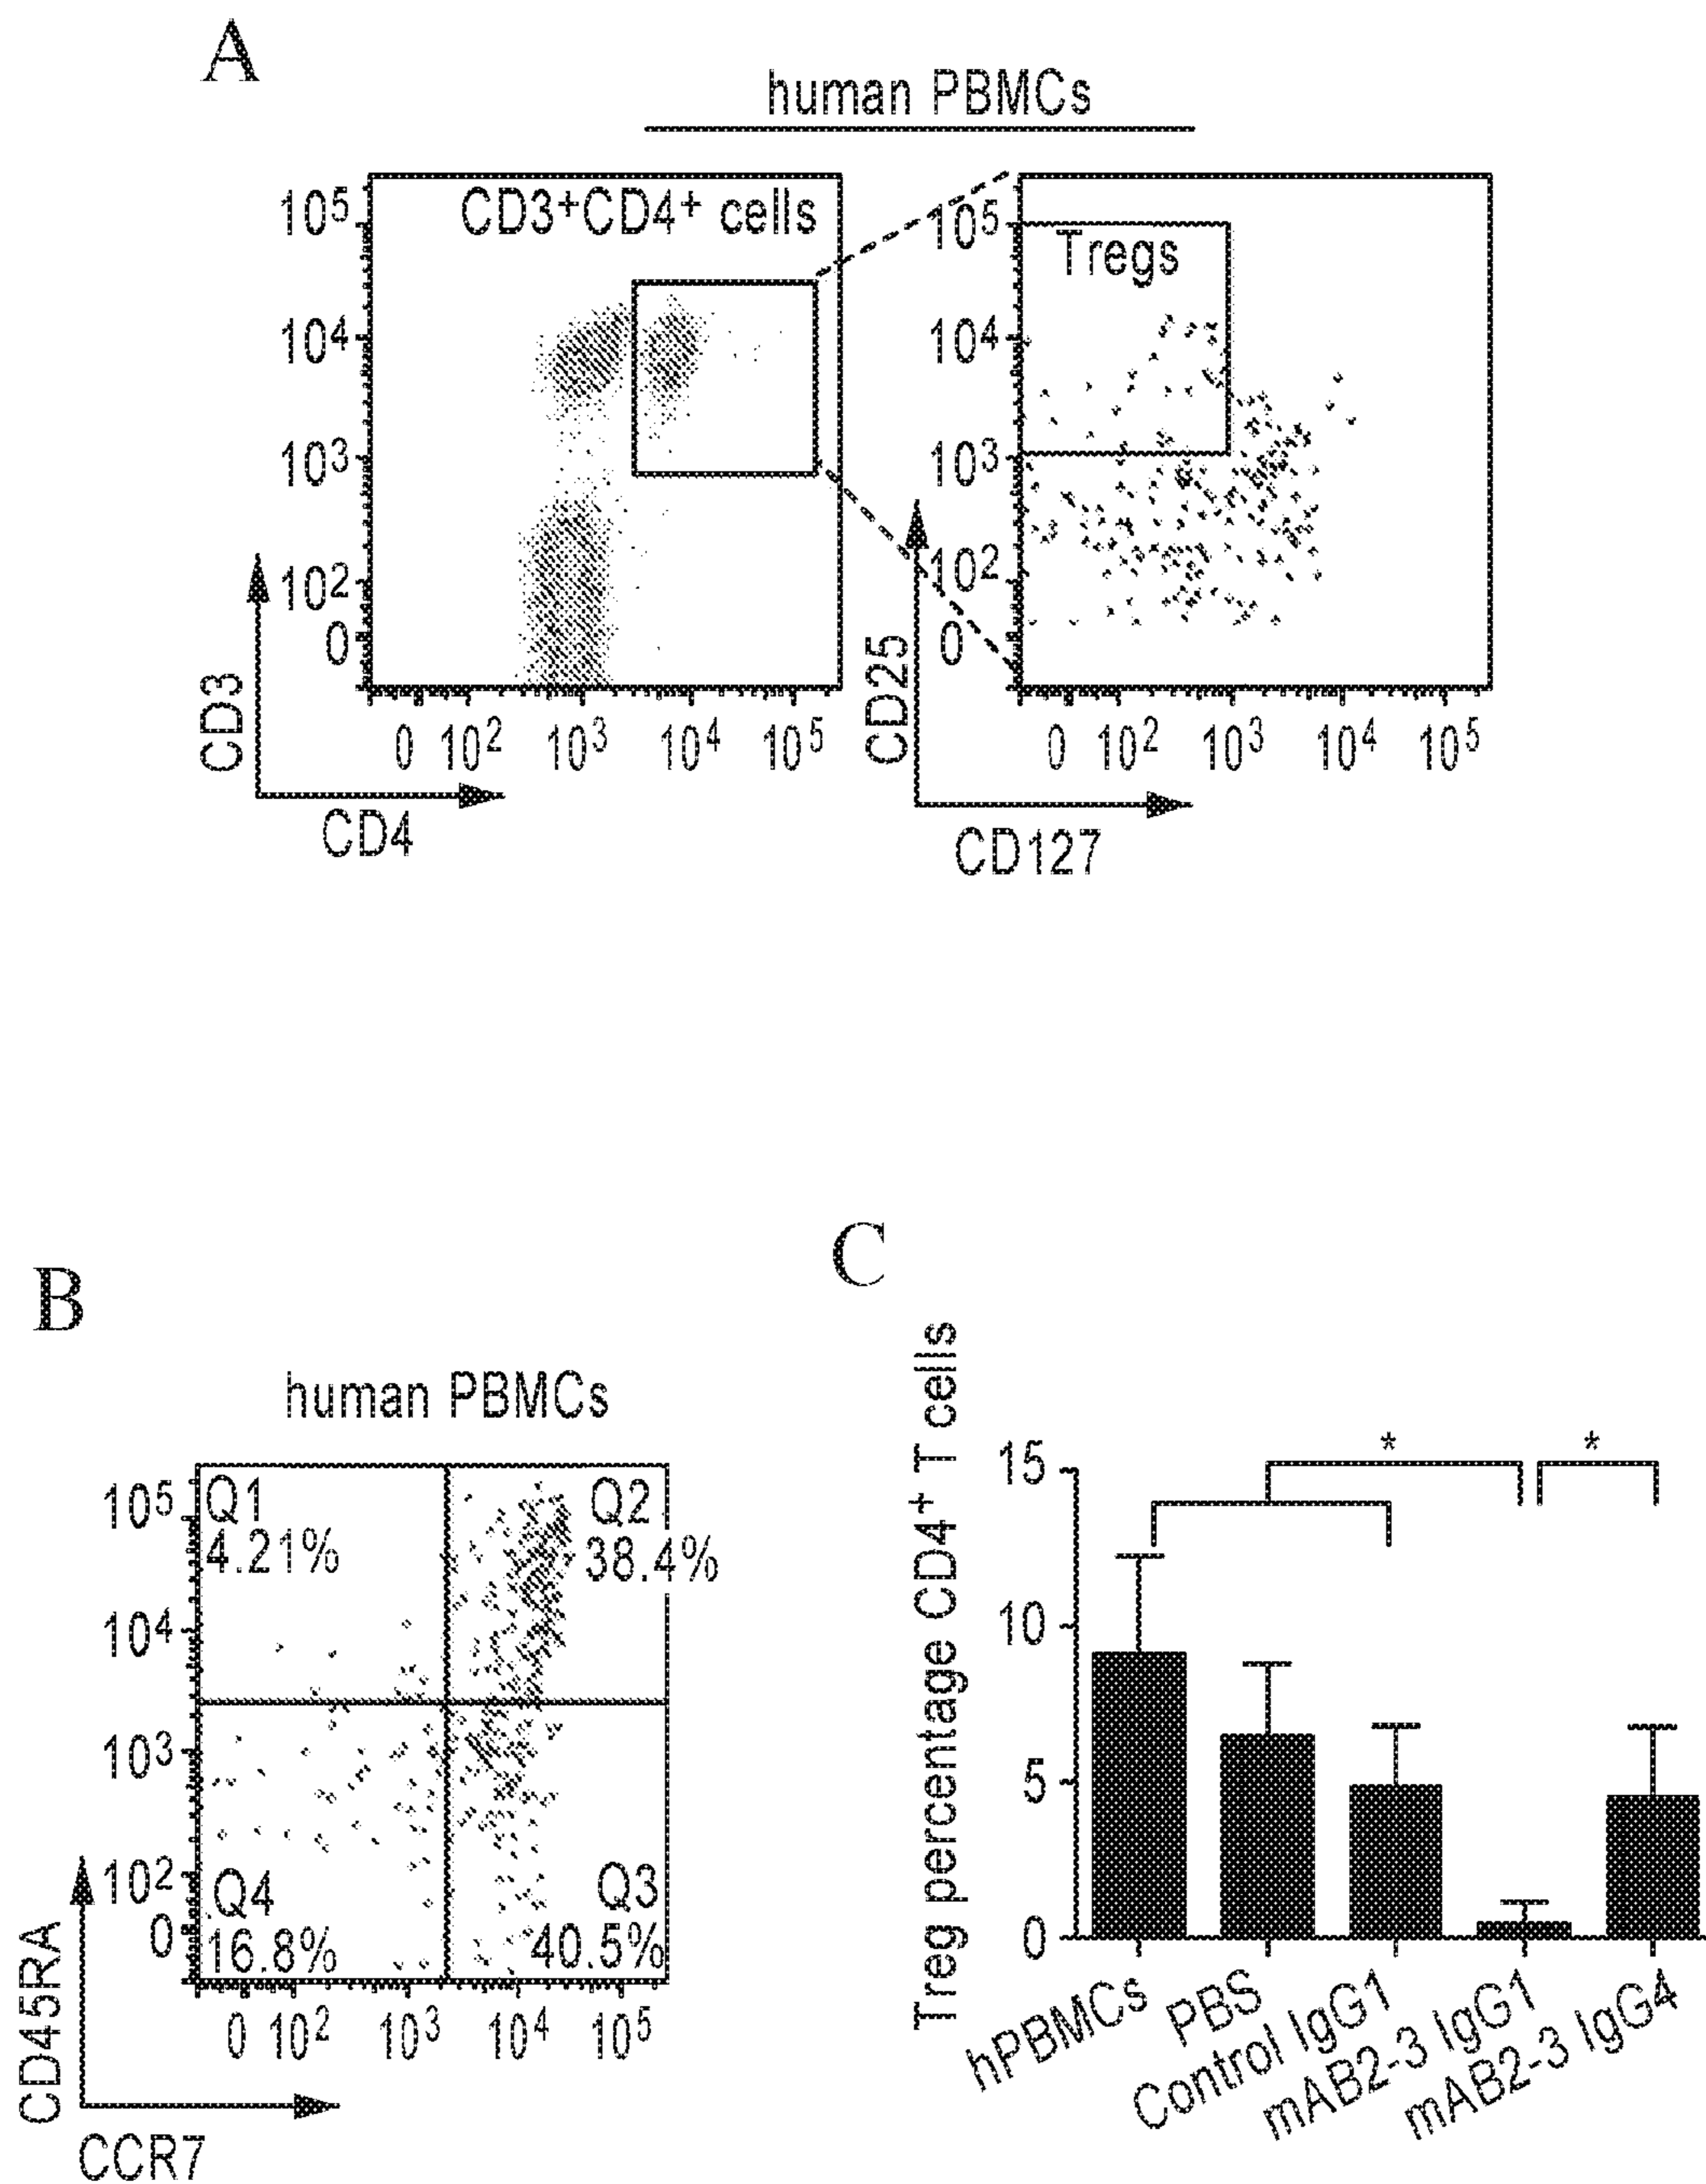 A
human PBMCs
CD3⁺CD4⁺ cells
Tregs
10⁵
10⁴
10³
10²
0
CD3
0 10² 10³ 10⁴ 10⁵
CD4
10⁵
10⁴
10³
10²
0
CD25
0 10² 10³ 10⁴ 10⁵
CD127
B
human PBMCs
Q1
4.21%
Q2
38.4%
Q4
16.8%
Q3
40.5%
10⁵
10⁴
10³
10²
0
CD45RA
0 10² 10³ 10⁴ 10⁵
CCR7
C
Treg percentage CD4⁺ T cells
15
10
5
0
*
*
hPBMCs
PBS
Control IgG1
mAB2-3 IgG1
mAB2-3 IgG4